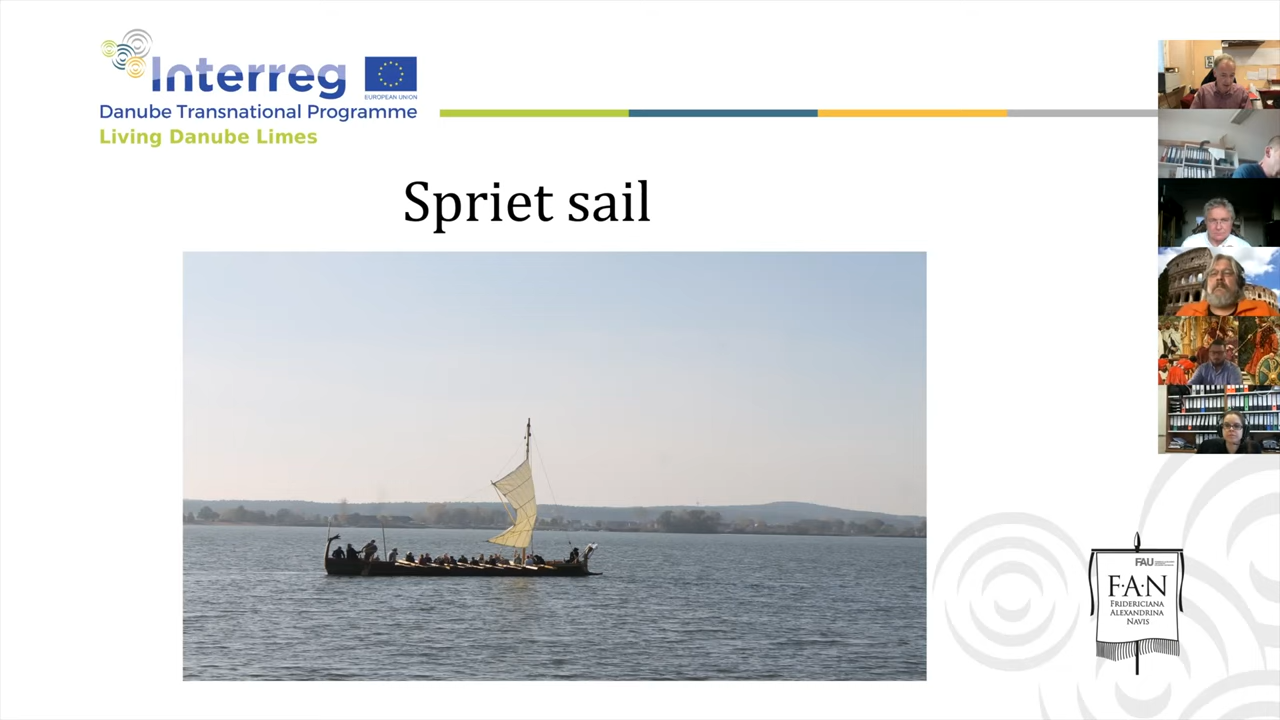 Interreg
EUROPEAN UNION
Danube Transnational Programme
Living Danube Limes
Spriet sail
FAU
F·A·N
FRIDERICIANA
ALEXANDRINA
NAVIS